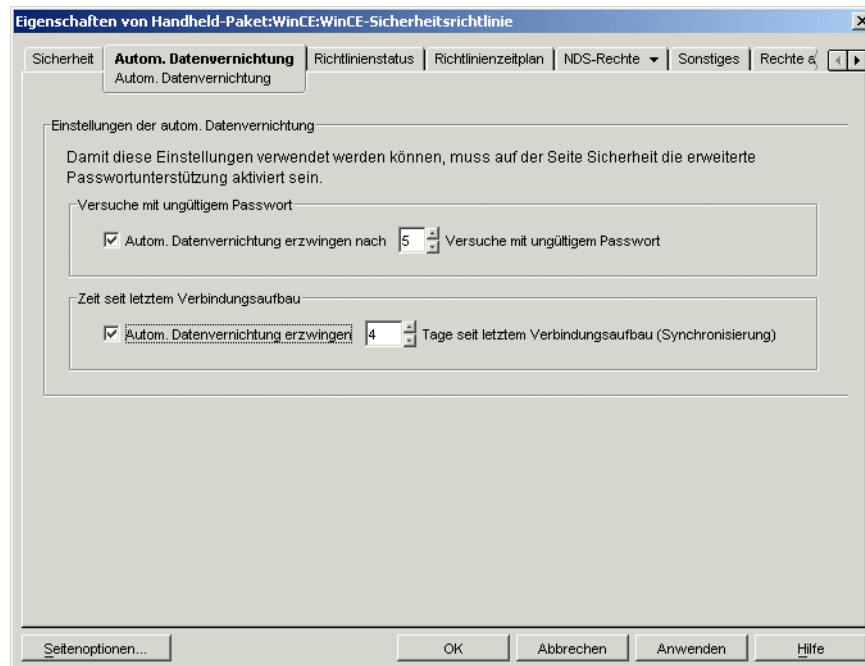 Eigenschaften von Handheld-Paket:WinCE:WinCE-Sicherheitsrichtlinie
Sicherheit Autom. Datenvernichtung Richtlinienstatus Richtlinienzeitplan NDS-Rechte Sonstiges Rechte a
Autom. Datenvernichtung
Einstellungen der autom. Datenvernichtung
Damit diese Einstellungen verwendet werden können, muss auf der Seite Sicherheit die erweiterte
Passwortunterstützung aktiviert sein.
Versuche mit ungültigem Passwort
Autom. Datenvernichtung erzwingen nach 5 Versuche mit ungültigem Passwort
Zeit seit letztem Verbindungsaufbau
Autom. Datenvernichtung erzwingen 4 Tage seit letztem Verbindungsaufbau (Synchronisierung)
Seitenoptionen... OK Abbrechen Anwenden Hilfe